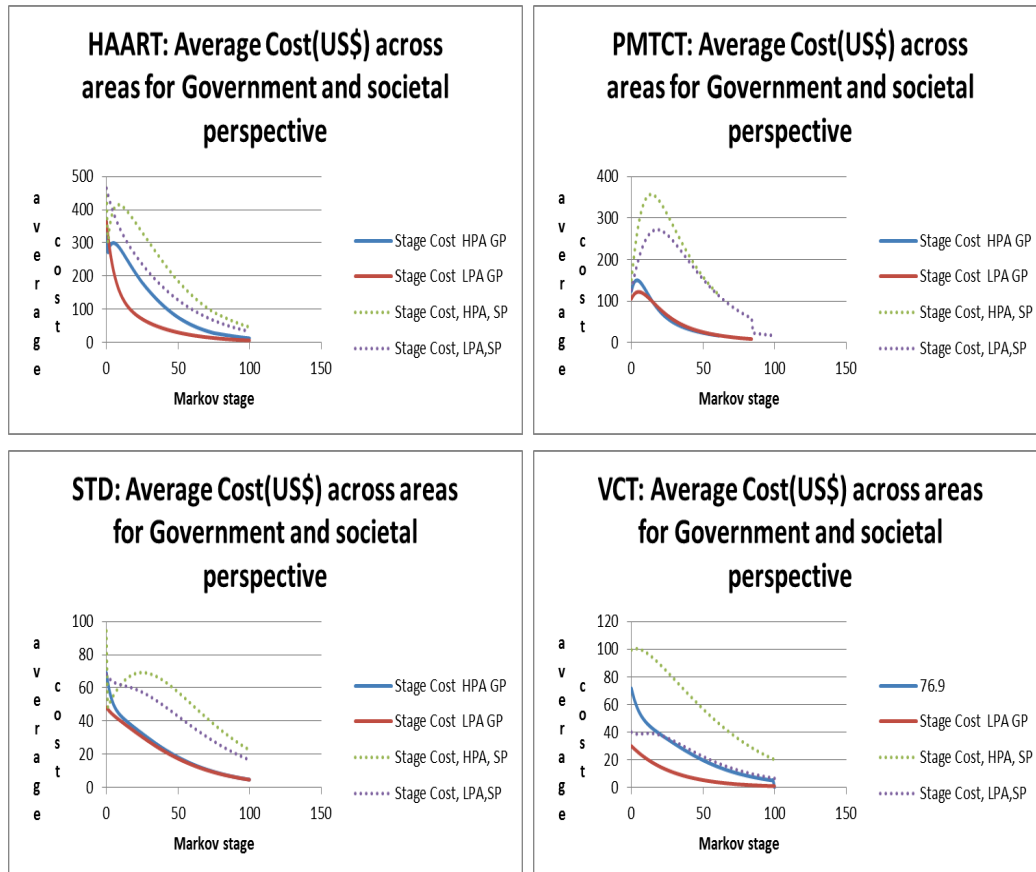 HAART: Average Cost(US$) across
areas for Government and societal
perspective
500
400
300
200
100
0
0
50
100
150
average
cost
Markov stage
Stage Cost HPA GP
Stage Cost LPA GP
Stage Cost, HPA, SP
Stage Cost, LPA,SP
PMTCT: Average Cost(US$) across
areas for Government and societal
perspective
400
300
200
100
0
0
50
100
150
average
cost
Markov stage
Stage Cost HPA GP
Stage Cost LPA GP
Stage Cost, HPA, SP
Stage Cost, LPA,SP
STD: Average Cost(US$) across areas
for Government and societal
perspective
100
80
60
40
20
0
0
50
100
150
average
cost
Markov stage
Stage Cost HPA GP
Stage Cost LPA GP
Stage Cost, HPA, SP
Stage Cost, LPA,SP
VCT: Average Cost(US$) across areas
for Government and societal
perspective
120
100
80
60
40
20
0
0
50
100
150
average
cost
Markov stage
76.9
Stage Cost LPA GP
Stage Cost, HPA, SP
Stage Cost, LPA,SP